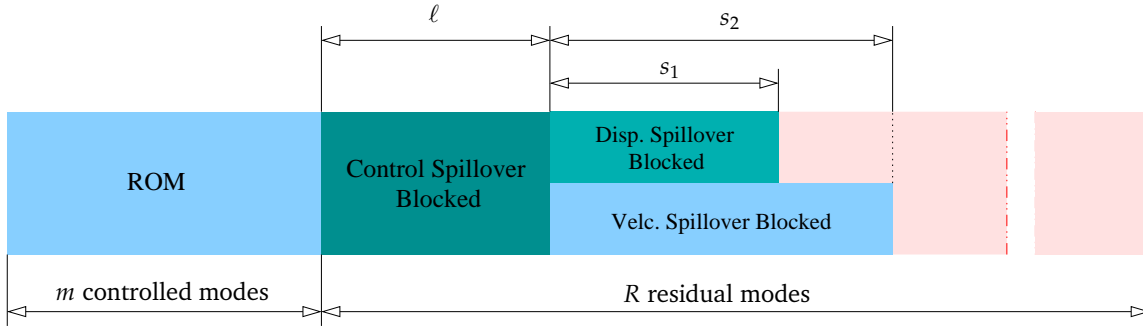 ℓ
s₂
s₁
ROM
Control Spillover
Blocked
Disp. Spillover
Blocked
Velc. Spillover Blocked
m controlled modes
R residual modes